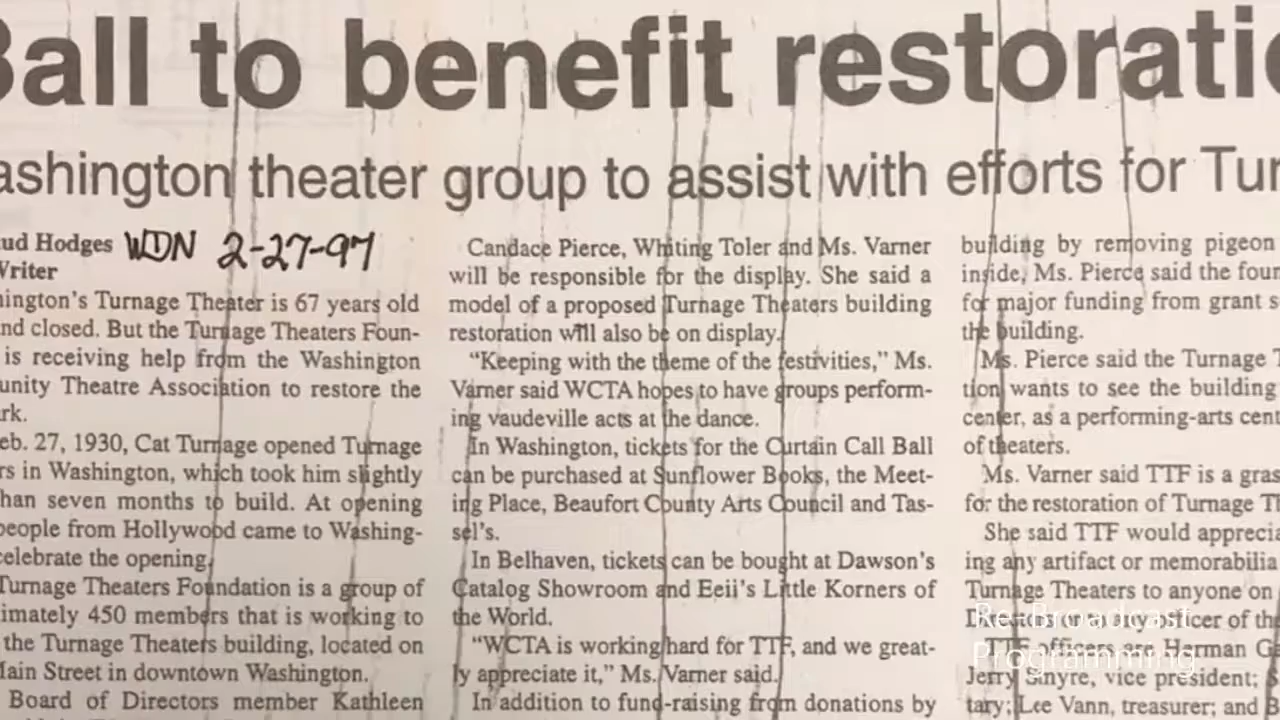 Ball to benefit restoratio
ashington theater group to assist with efforts for Tur
ud Hodges WDN 2-27-97
Writer
ington's Turnage Theater is 67 years old
nd closed. But the Turnage Theaters Foun-
is receiving help from the Washington
unity Theatre Association to restore the
rk.
eb. 27, 1930, Cat Turnage opened Turnage
rs in Washington, which took him slightly
han seven months to build. At opening
people from Hollywood came to Washing-
celebrate the opening.
Turnage Theaters Foundation is a group of
imately 450 members that is working to
the Turnage Theaters building, located on
Main Street in downtown Washington.
Board of Directors member Kathleen
Candace Pierce, Whiting Toler and Ms. Varner
will be responsible for the display. She said a
model of a proposed Turnage Theaters building
restoration will also be on display.
"Keeping with the theme of the festivities," Ms.
Varner said WCTA hopes to have groups perform-
ing vaudeville acts at the dance.
In Washington, tickets for the Curtain Call Ball
can be purchased at Sunflower Books, the Meet-
ing Place, Beaufort County Arts Council and Tas-
sel's.
In Belhaven, tickets can be bought at Dawson's
Catalog Showroom and Eeii's Little Korners of
the World.
"WCTA is working hard for TTF, and we great-
ly appreciate it," Ms. Varner said.
In addition to fund-raising from donations by
building by removing pigeon
inside, Ms. Pierce said the foun
for major funding from grant s
the building.
Ms. Pierce said the Turnage T
tion wants to see the building
center, as a performing-arts cent
of theaters.
Ms. Varner said TTF is a gras
for the restoration of Turnage Th
She said TTF would apprecia
ing any artifact or memorabilia
Turnage Theaters to anyone on
or any officer of the
TTF officers are Herman Ga
Jerry Smyre, vice president; S
tary; Lee Vann, treasurer; and B
Re-Broadcast
Programming